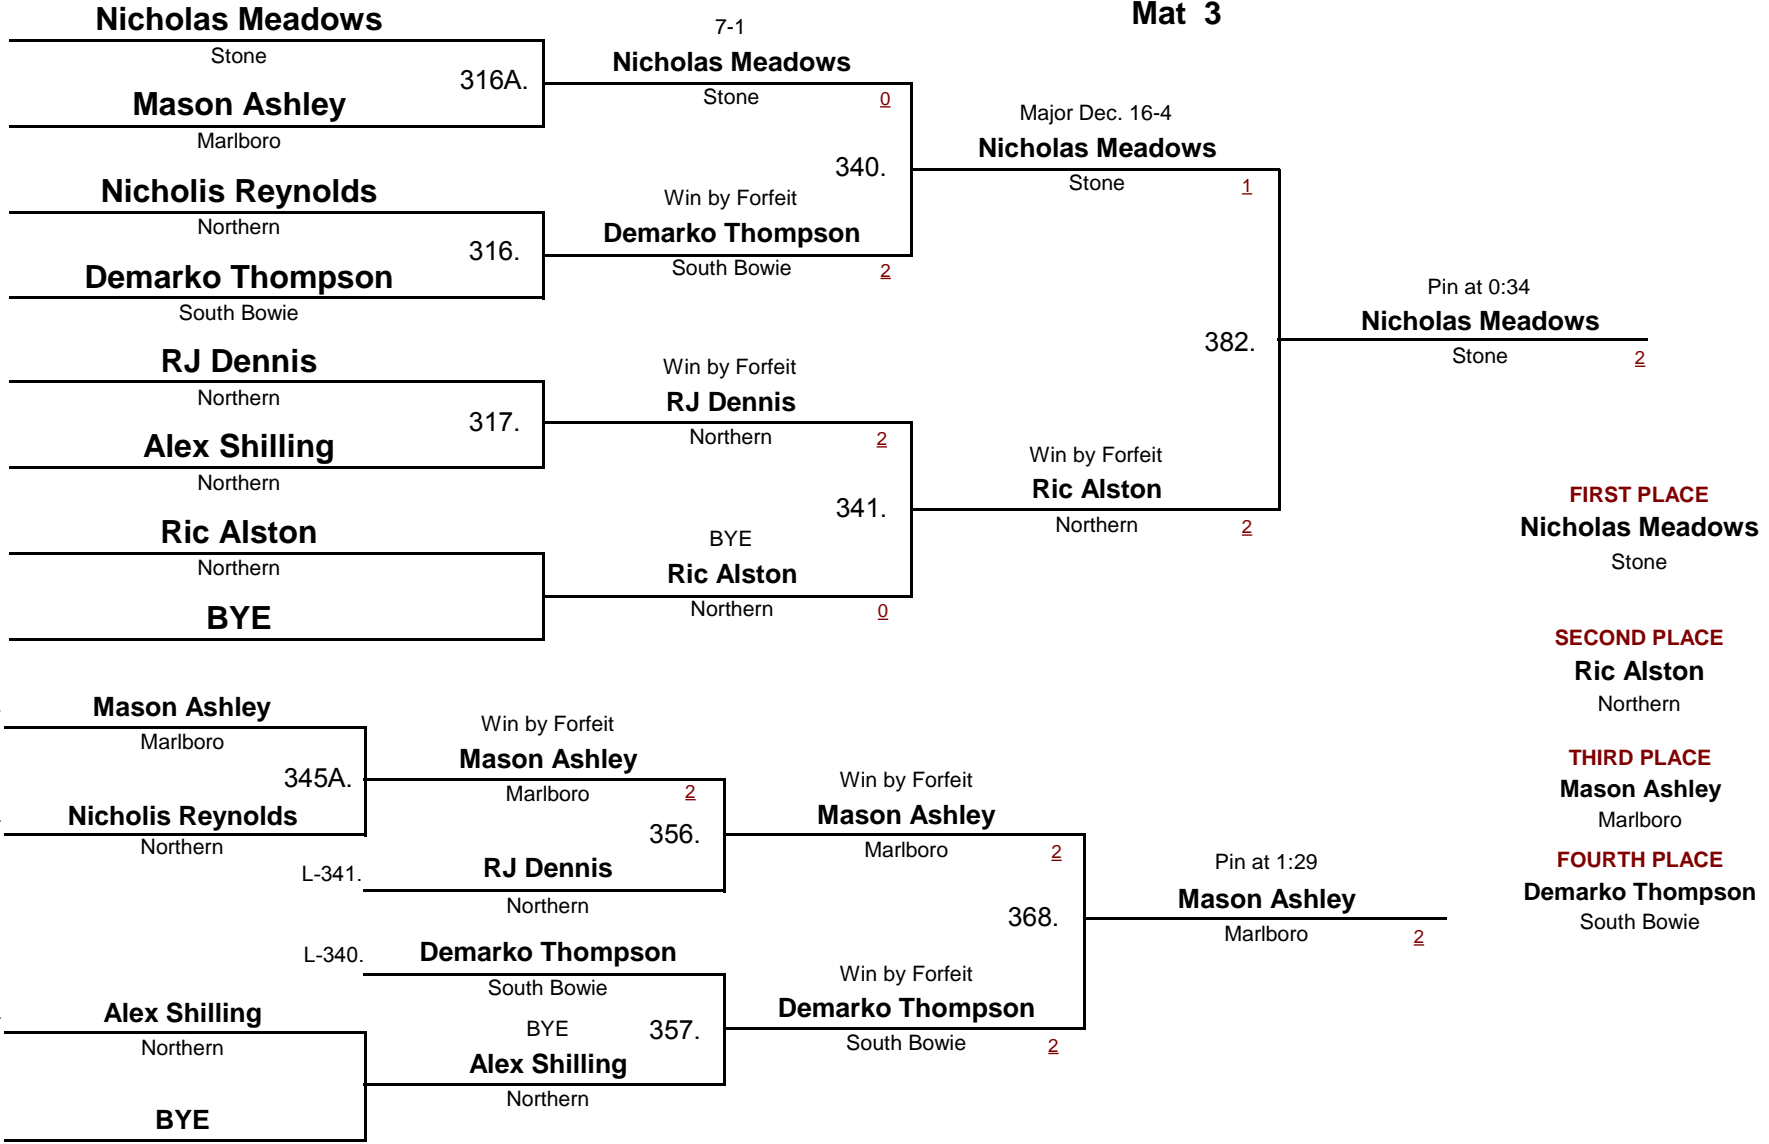 Mat 3
Nicholas Meadows
Stone
316A.
Mason Ashley
Marlboro
Nicholis Reynolds
Northern
316.
Demarko Thompson
South Bowie
RJ Dennis
Northern
317.
Alex Shilling
Northern
Ric Alston
Northern
BYE
7-1
Nicholas Meadows
Stone
0
340.
Win by Forfeit
Demarko Thompson
South Bowie
2
Win by Forfeit
RJ Dennis
Northern
2
341.
BYE
Ric Alston
Northern
0
Major Dec. 16-4
Nicholas Meadows
Stone
1
382.
Win by Forfeit
Ric Alston
Northern
2
Pin at 0:34
Nicholas Meadows
Stone
2
FIRST PLACE
Nicholas Meadows
Stone
SECOND PLACE
Ric Alston
Northern
THIRD PLACE
Mason Ashley
Marlboro
FOURTH PLACE
Demarko Thompson
South Bowie
Mason Ashley
Marlboro
345A.
Nicholis Reynolds
Northern
Alex Shilling
Northern
BYE
Win by Forfeit
Mason Ashley
Marlboro
2
356.
L-341.
RJ Dennis
Northern
L-340.
Demarko Thompson
South Bowie
357.
BYE
Alex Shilling
Northern
Win by Forfeit
Mason Ashley
Marlboro
2
368.
Win by Forfeit
Demarko Thompson
South Bowie
2
Pin at 1:29
Mason Ashley
Marlboro
2